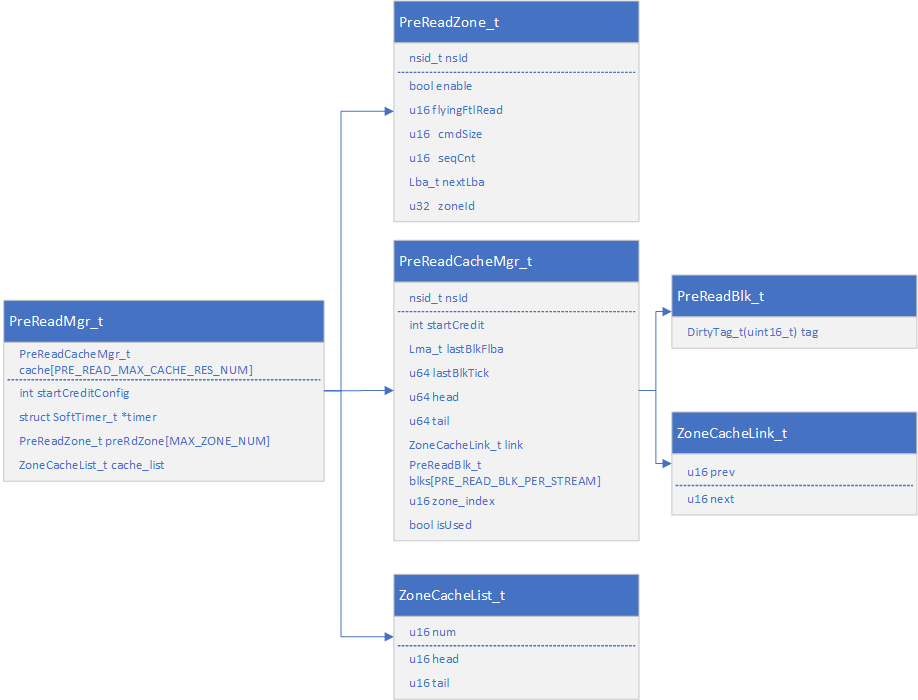 PreReadZone_t
nsid_t nsId
bool enable
u16 flyingFtlRead
u16 cmdSize
u16 seqCnt
Lba_t nextLba
u32 zoneId
PreReadCacheMgr_t
nsid_t nsId
int startCredit
Lma_t lastBlkFlba
u64 lastBlkTick
u64 head
u64 tail
ZoneCacheLink_t link
PreReadBlk_t
blks[PRE_READ_BLK_PER_STREAM]
u16 zone_index
bool isUsed
PreReadBlk_t
DirtyTag_t(uint16_t) tag
PreReadMgr_t
PreReadCacheMgr_t
cache[PRE_READ_MAX_CACHE_RES_NUM]
int startCreditConfig
struct SoftTimer_t *timer
PreReadZone_t preRdZone[MAX_ZONE_NUM]
ZoneCacheList_t cache_list
ZoneCacheLink_t
u16 prev
u16 next
ZoneCacheList_t
u16 num
u16 head
u16 tail